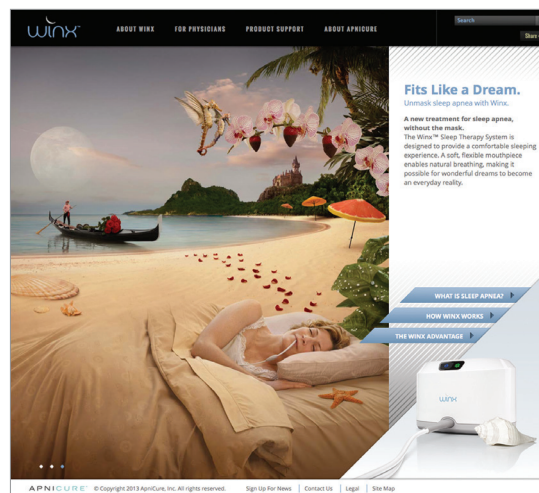 winx™
ABOUT WINX FOR PHYSICIANS PRODUCT SUPPORT ABOUT APNICURE
Search
Share
Fits Like a Dream.
Unmask sleep apnea with Winx.
A new treatment for sleep apnea,
without the mask.
The Winx™ Sleep Therapy System is
designed to provide a comfortable sleeping
experience. A soft, flexible mouthpiece
enables natural breathing, making it
possible for wonderful dreams to become
an everyday reality.
WHAT IS SLEEP APNEA?
HOW WINX WORKS
THE WINX ADVANTAGE
winx
APNICURE™ © Copyright 2013 ApniCure, Inc. All rights reserved. Sign Up For News | Contact Us | Legal | Site Map